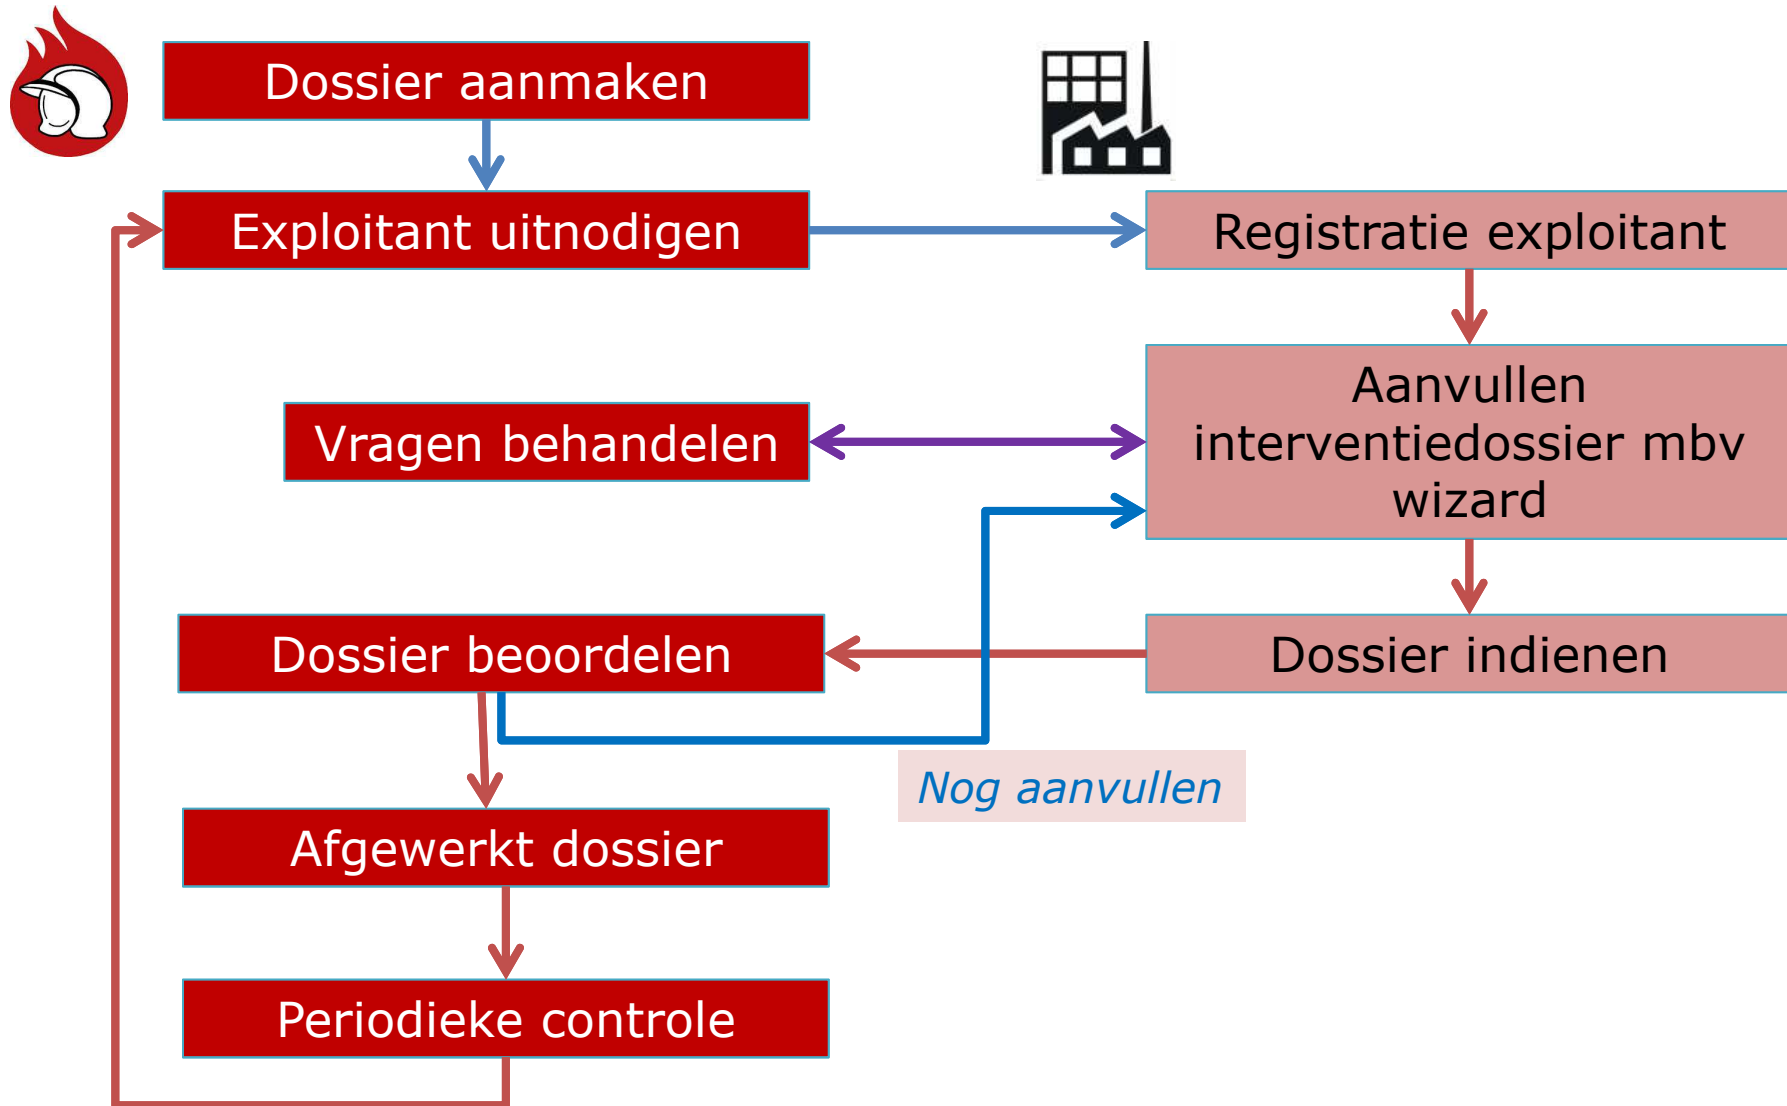 Dossier aanmaken
Exploitant uitnodigen
Registratie exploitant
Aanvullen
interventiedossier mbv
wizard
Vragen behandelen
Dossier beoordelen
Dossier indienen
Nog aanvullen
Afgewerkt dossier
Periodieke controle